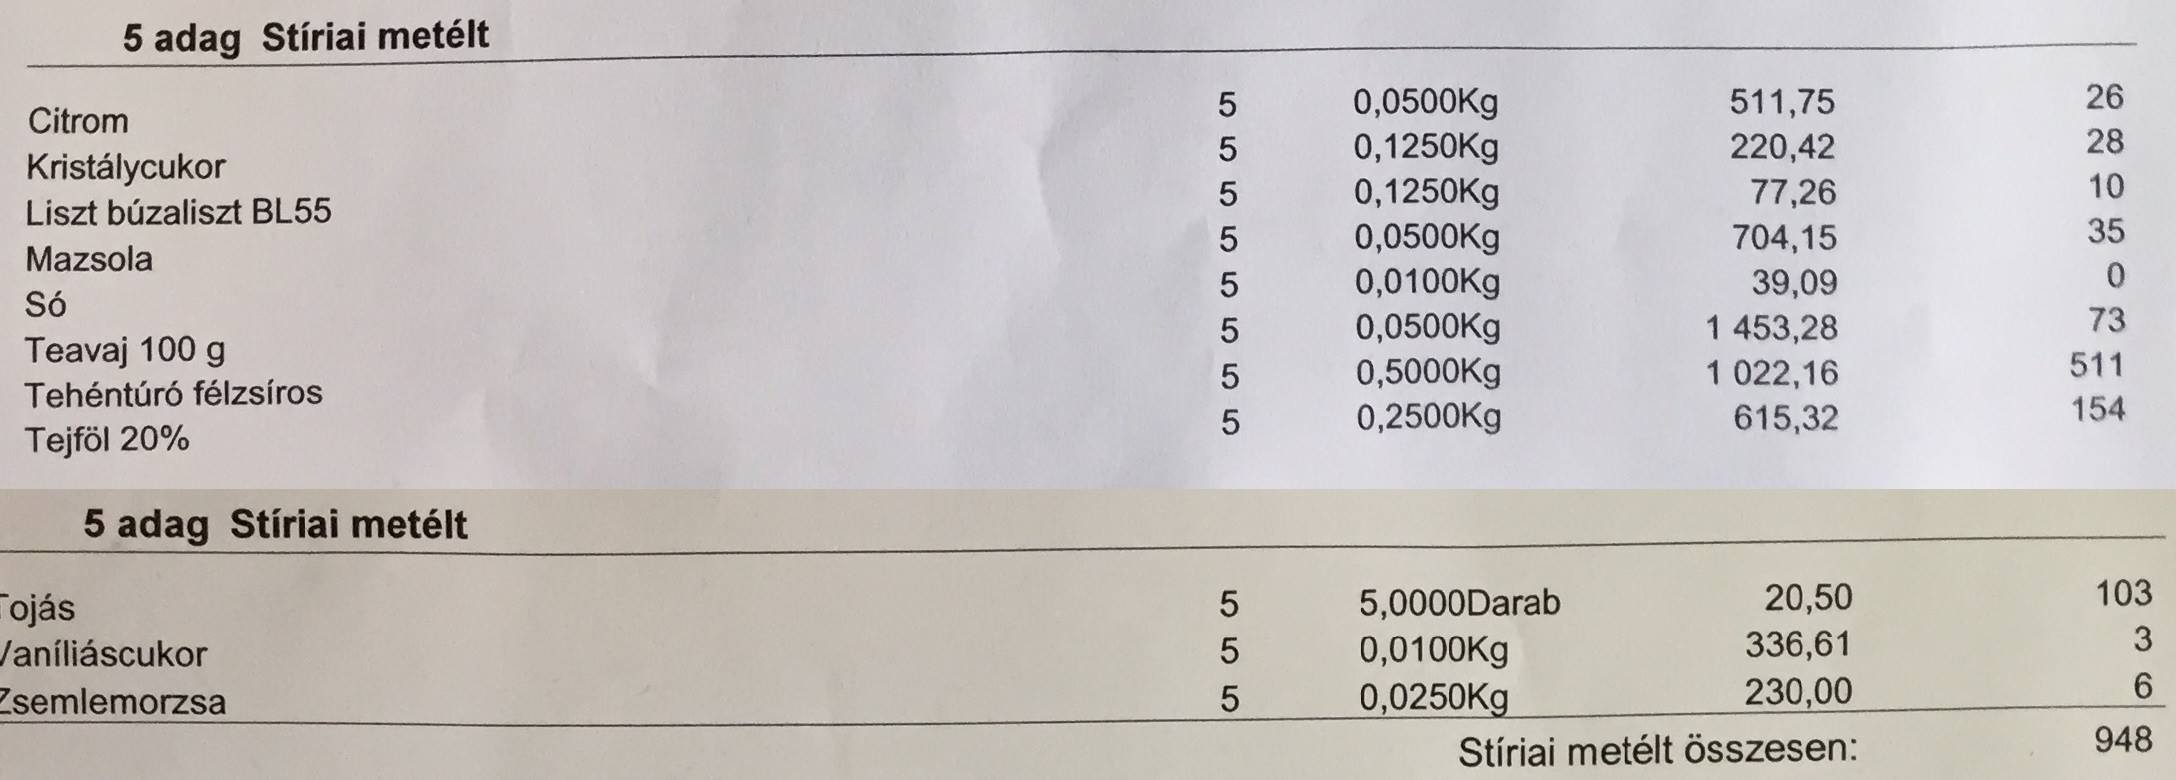 5 adag Stíriai metélt
Citrom 5 0,0500Kg 511,75 26
Kristálycukor 5 0,1250Kg 220,42 28
Liszt búzaliszt BL55 5 0,1250Kg 77,26 10
Mazsola 5 0,0500Kg 704,15 35
Só 5 0,0100Kg 39,09 0
Teavaj 100 g 5 0,0500Kg 1 453,28 73
Tehéntúró félzsíros 5 0,5000Kg 1 022,16 511
Tejföl 20% 5 0,2500Kg 615,32 154
5 adag Stíriai metélt
Tojás 5 5,0000Darab 20,50 103
Vaníliáscukor 5 0,0100Kg 336,61 3
Zsemlemorzsa 5 0,0250Kg 230,00 6
Stíriai metélt összesen: 948